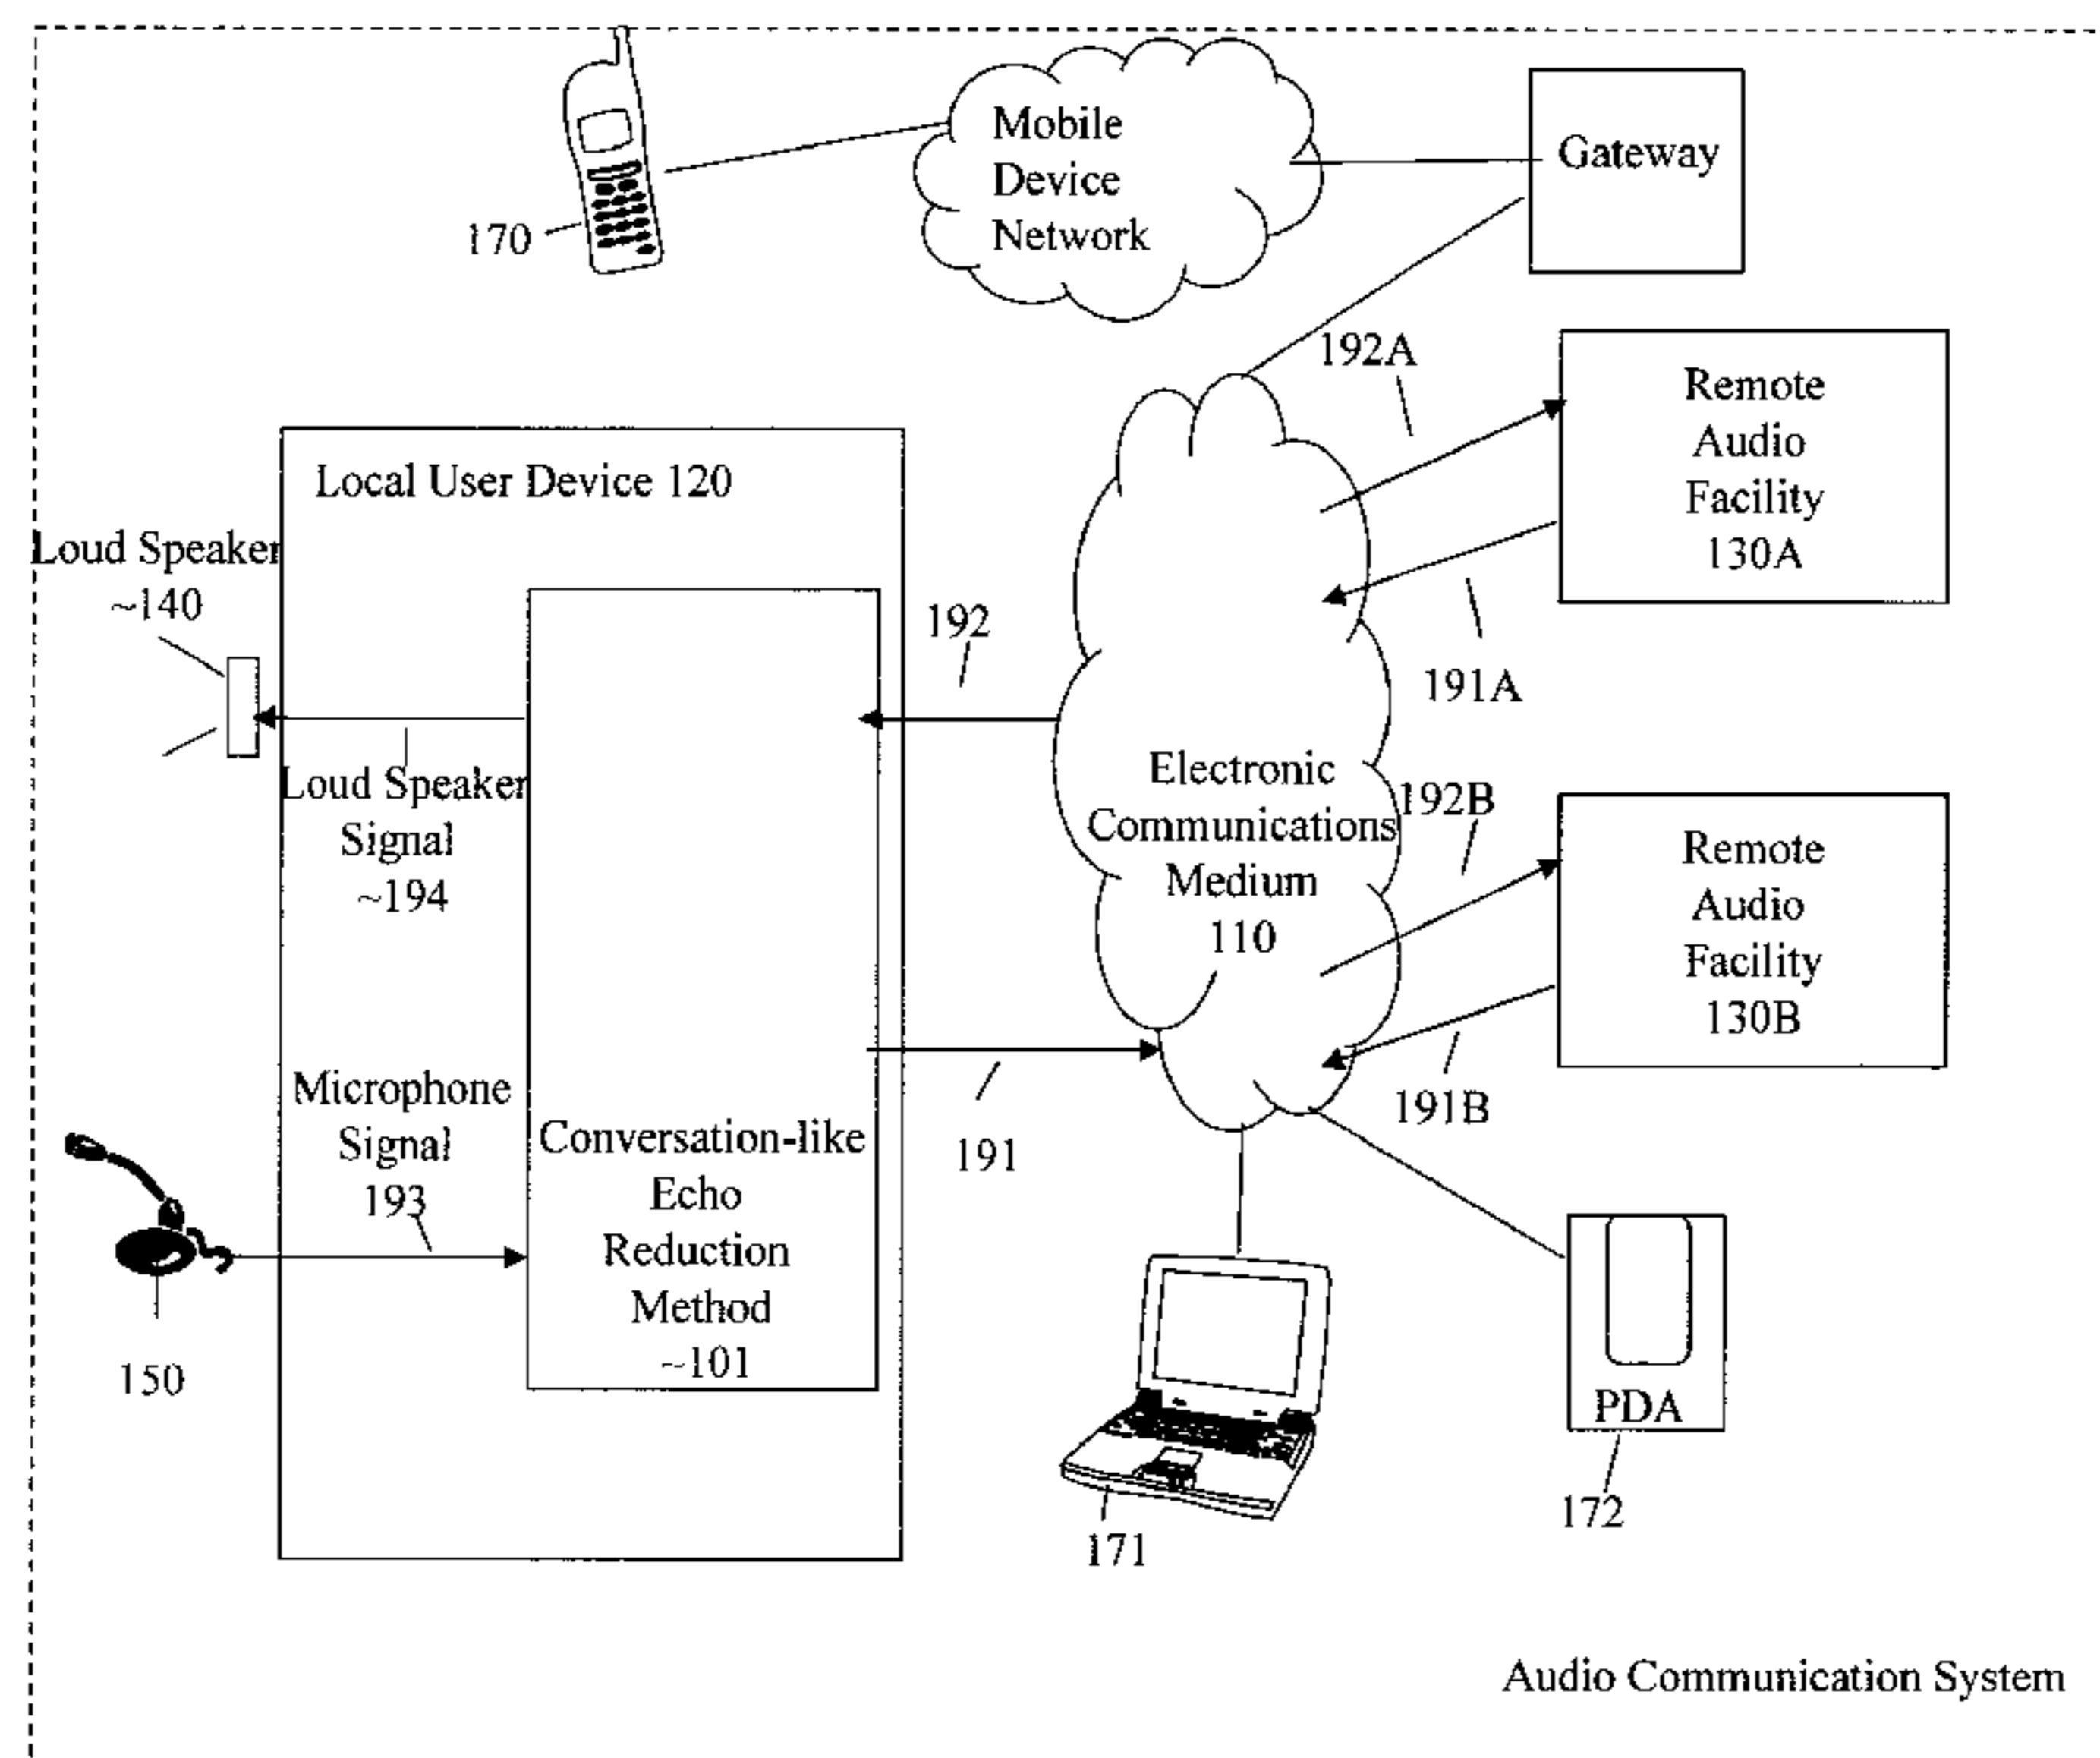 Mobile
Device
Network
Gateway
170
192A
Remote
Audio
Facility
130A
Local User Device 120
Loud Speaker
~140
192
191A
Loud Speaker
Signal
~194
Electronic
Communications
Medium
110
192B
Remote
Audio
Facility
130B
Microphone
Signal
193
Conversation-like
Echo
Reduction
Method
~101
191
191B
150
PDA
172
171
Audio Communication System